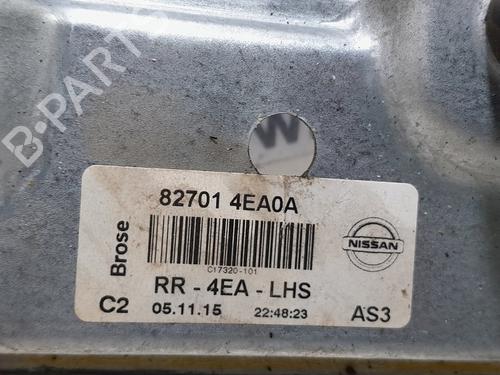 B-PARTS
W
82701 4EA0A
Brose
C17320-101
NISSAN
RR - 4EA - LHS
C2 05.11.15 22:48:23 AS3